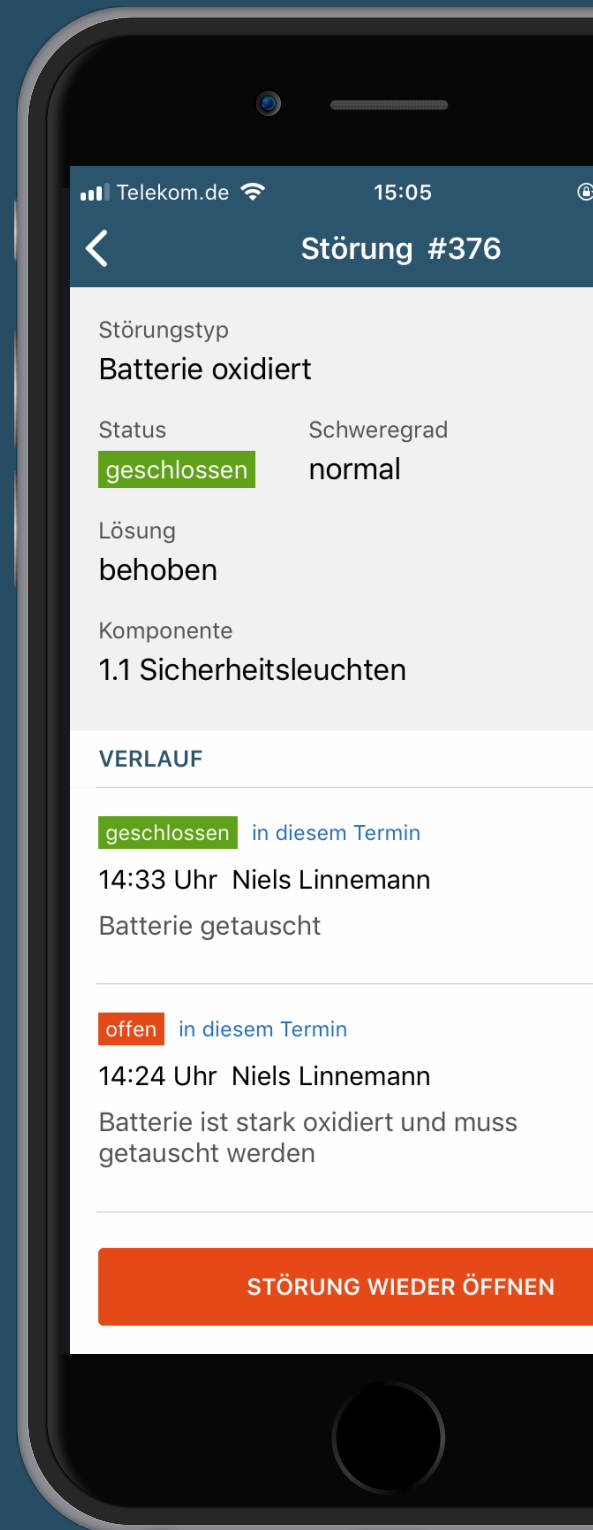 Telekom.de 15:05
Störung #376
Störungstyp
Batterie oxidiert
Status Schweregrad
geschlossen normal
Lösung
behoben
Komponente
1.1 Sicherheitsleuchten
VERLAUF
geschlossen in diesem Termin
14:33 Uhr Niels Linnemann
Batterie getauscht
offen in diesem Termin
14:24 Uhr Niels Linnemann
Batterie ist stark oxidiert und muss
getauscht werden
STÖRUNG WIEDER ÖFFNEN